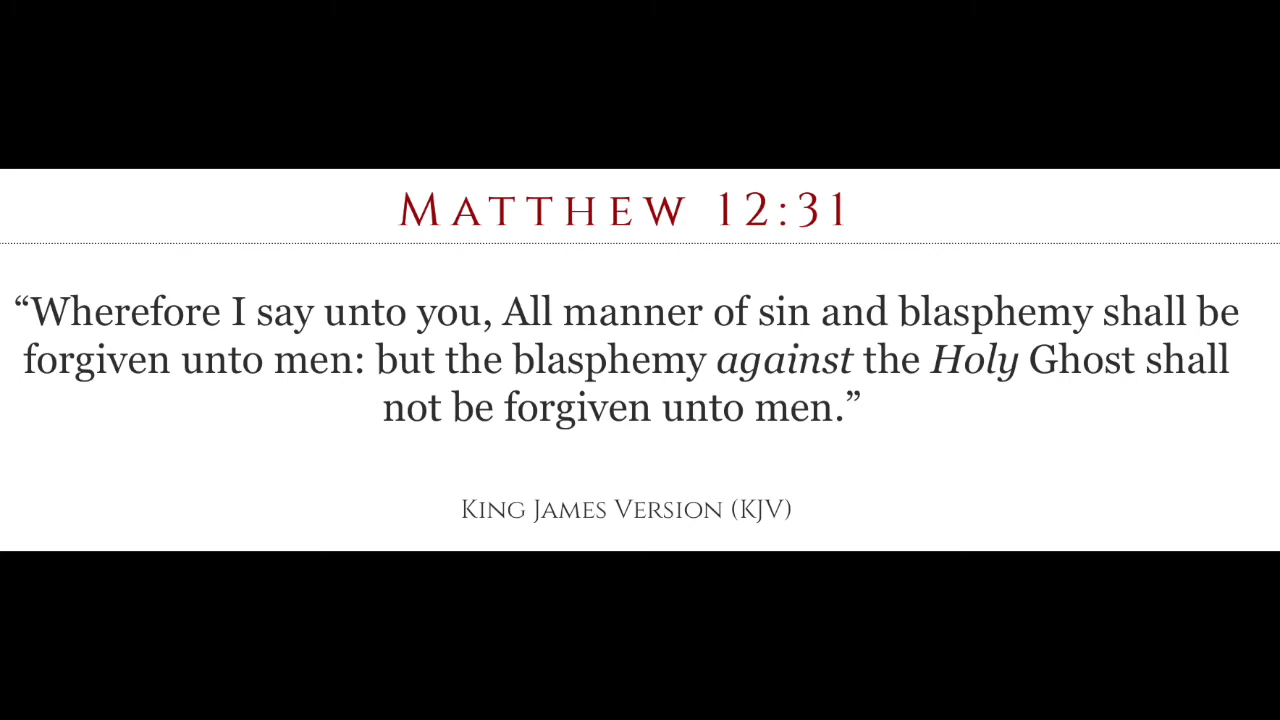 Matthew 12:31
“Wherefore I say unto you, All manner of sin and blasphemy shall be
forgiven unto men: but the blasphemy against the Holy Ghost shall
not be forgiven unto men.”
King James Version (KJV)